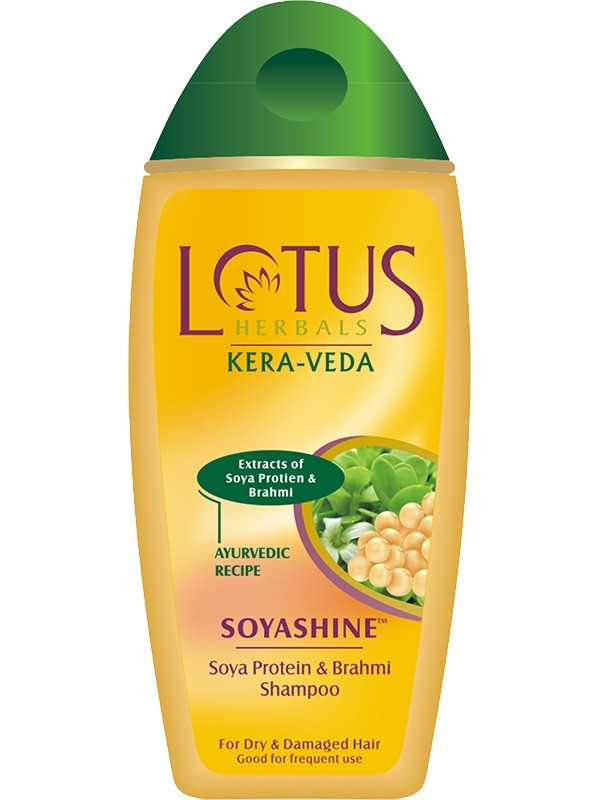 LOTUS
HERBALS
KERA-VEDA
Extracts of
Soya Protien &
Brahmi
AYURVEDIC
RECIPE
SOYASHINE™
Soya Protein & Brahmi
Shampoo
For Dry & Damaged Hair
Good for frequent use